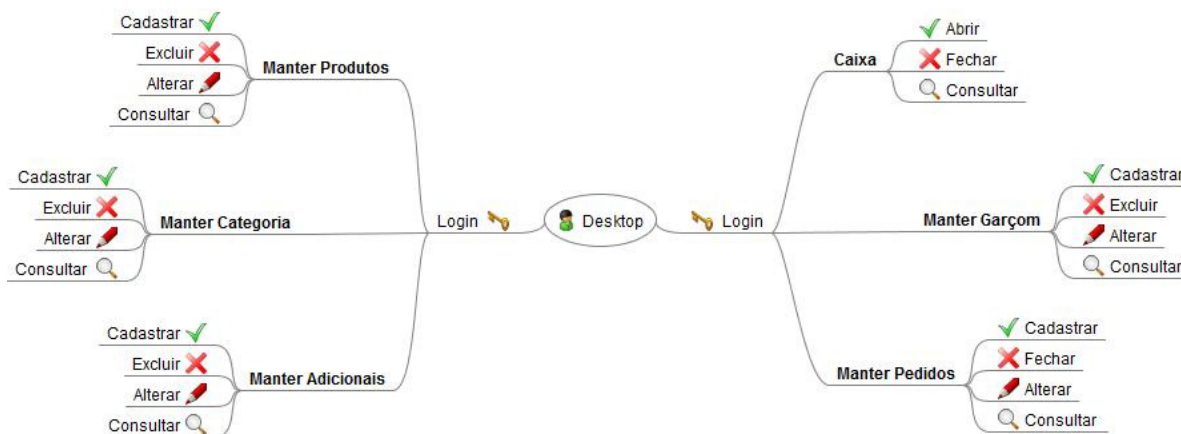 Cadastrar
Excluir
Alterar
Consultar
Manter Produtos
Cadastrar
Excluir
Alterar
Consultar
Manter Categoria
Cadastrar
Excluir
Alterar
Consultar
Manter Adicionais
Login
Desktop
Login
Caixa
Abrir
Fechar
Consultar
Manter Garçom
Cadastrar
Excluir
Alterar
Consultar
Manter Pedidos
Cadastrar
Fechar
Alterar
Consultar